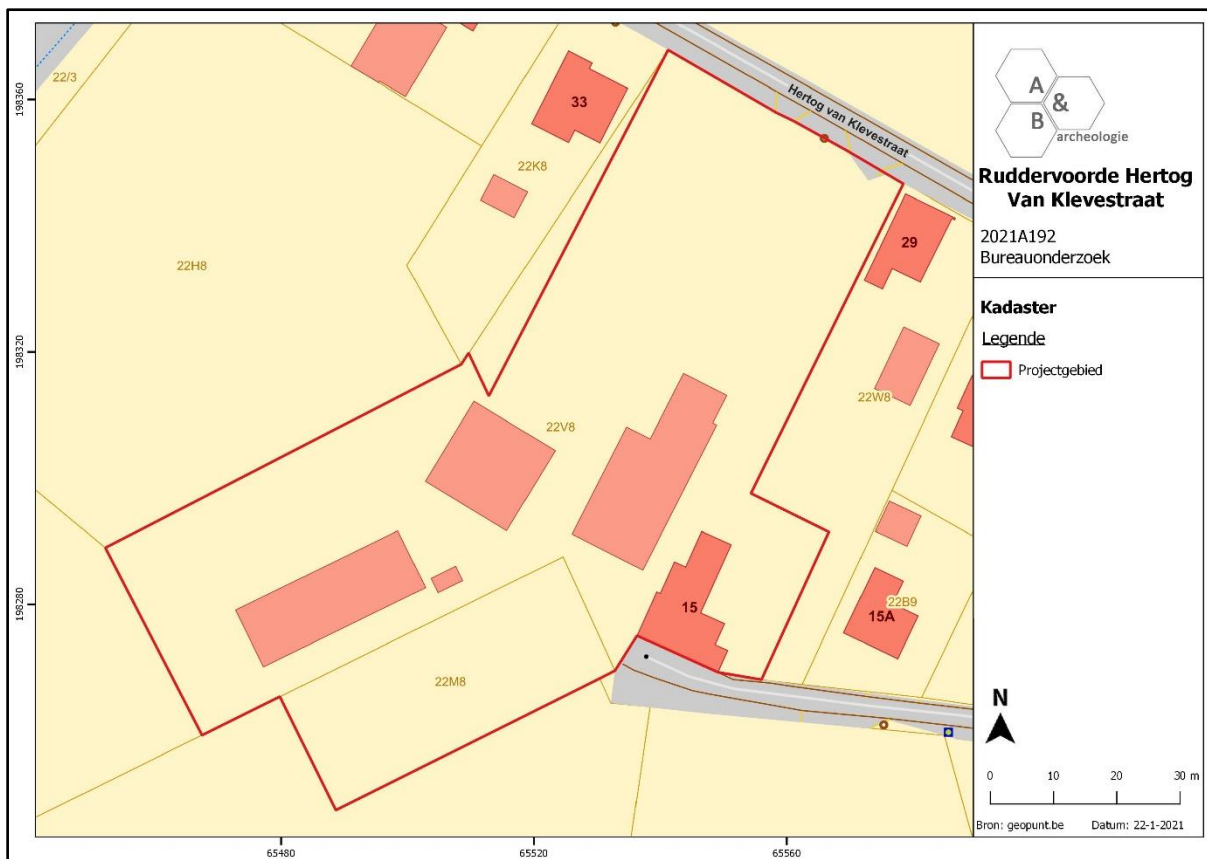 22/3
33
Hertog van Klevestraat
22K8
29
22H8
22W8
22V8
15
15A
22B9
22M8
198360
198320
198280
65480
65520
65560
A
&
B
archeologie
Ruddervoorde Hertog
Van Klevestraat
2021A192
Bureauonderzoek
Kadaster
Legende
Projectgebied
N
0 10 20 30 m
Bron: geopunt.be Datum: 22-1-2021